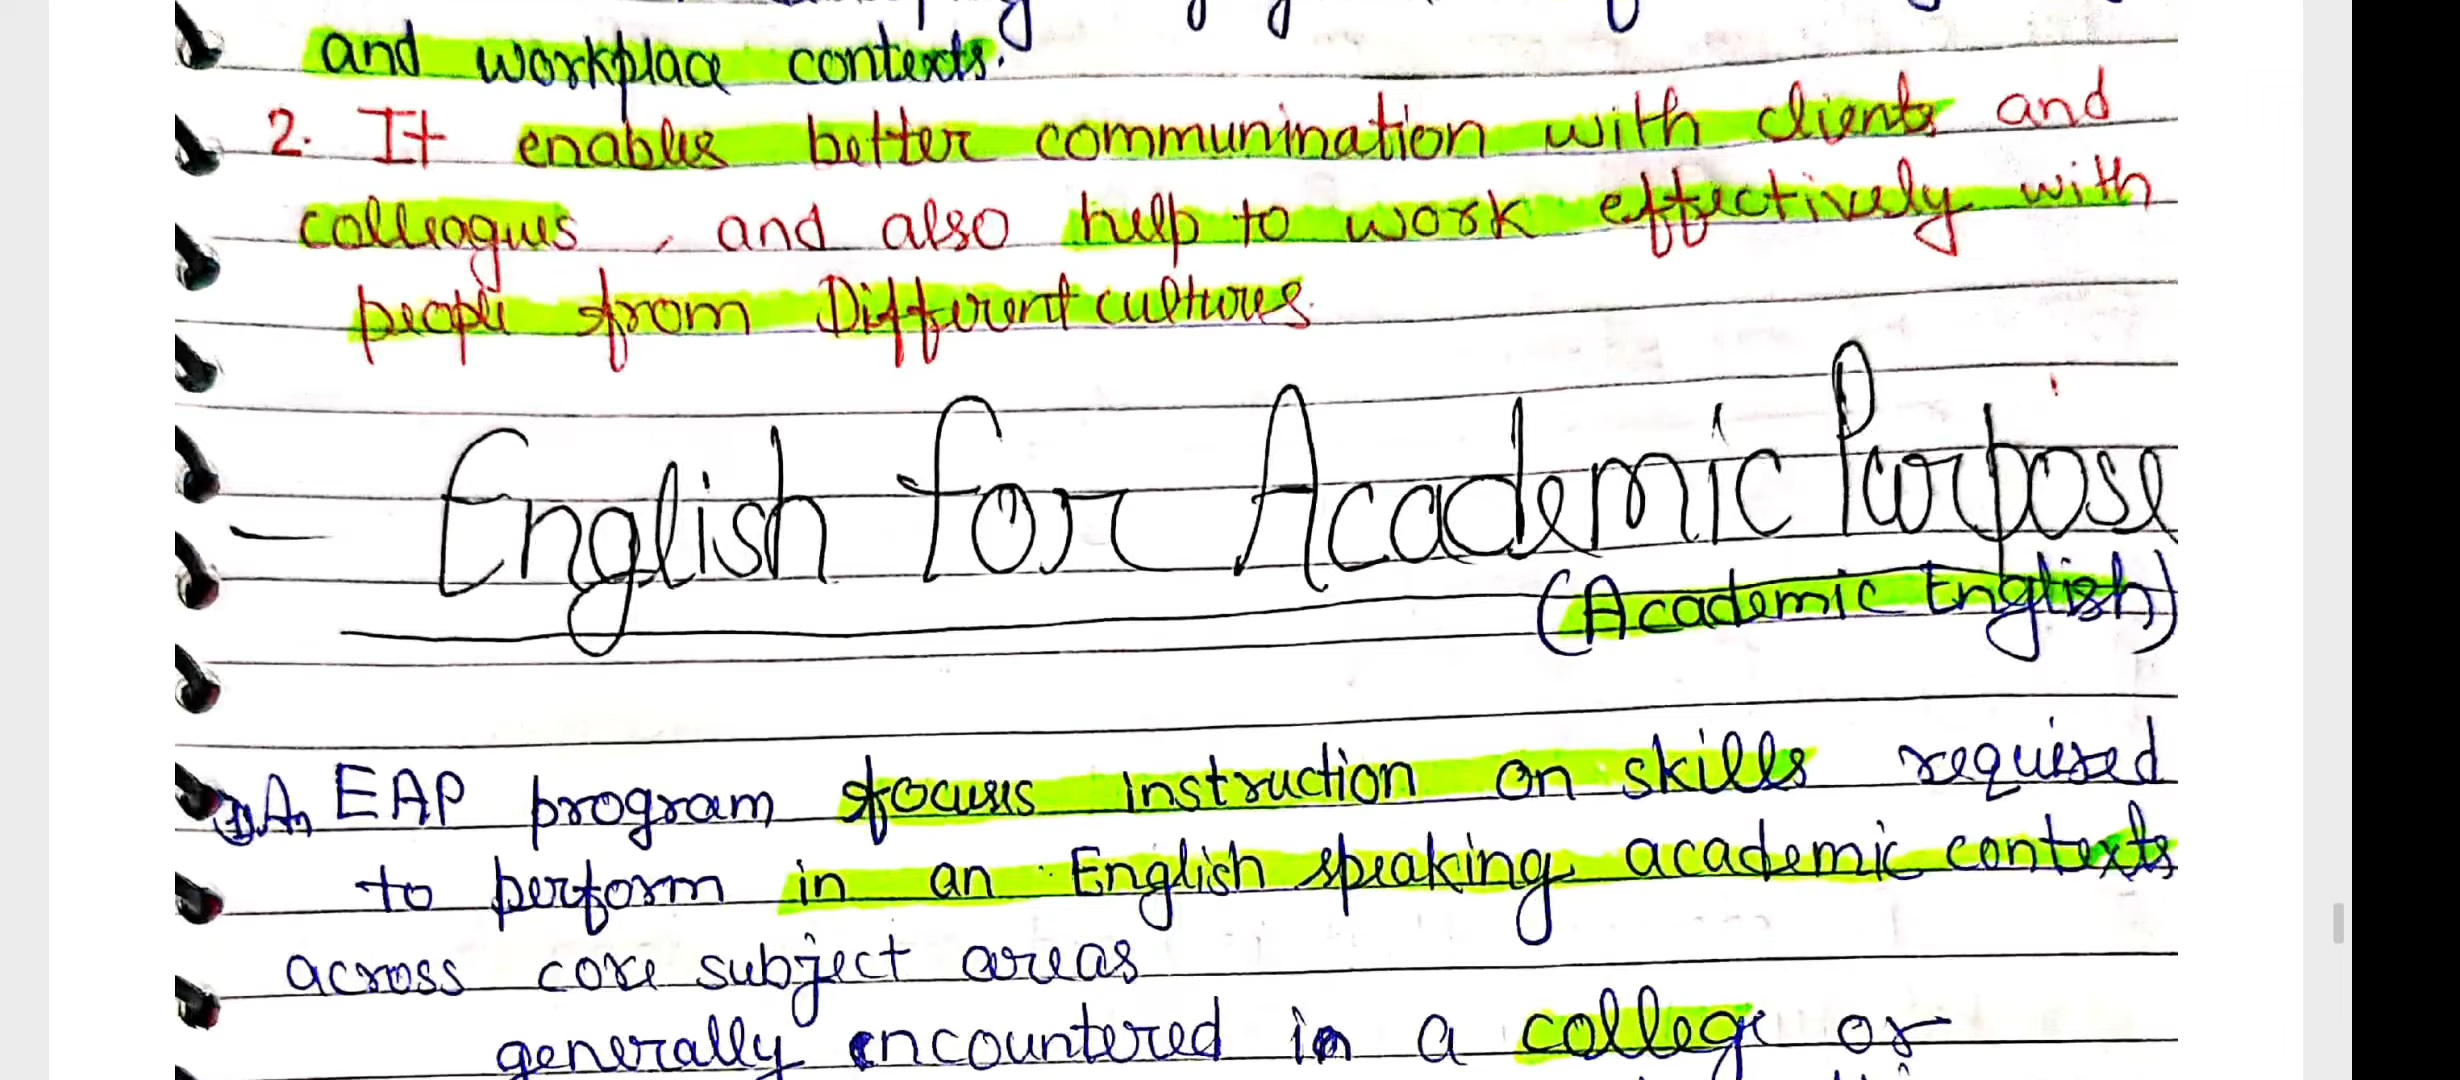 and workplace contexts.
2. It enables better communination with clients and
colleagues, and also help to work effectively with
people from Different cultures.
- English for Academic Purpose
(Academic English)
1) An EAP program focuses instruction on skills required
to perform in an English speaking academic contexts
across core subject areas
generally encountered in a college or